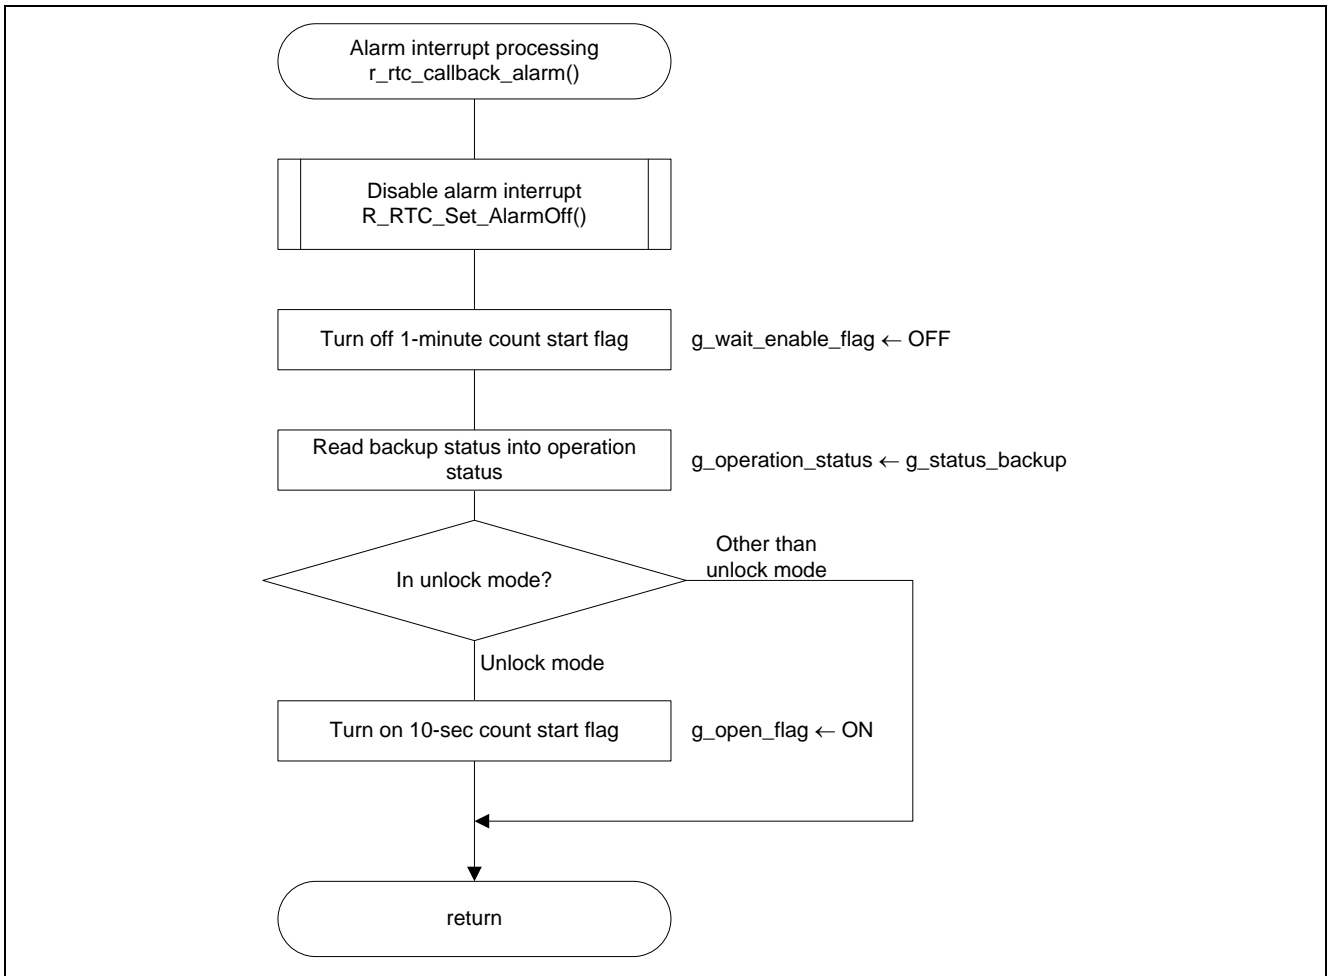 Alarm interrupt processing
r_rtc_callback_alarm()
Disable alarm interrupt
R_RTC_Set_AlarmOff()
Turn off 1-minute count start flag
g_wait_enable_flag ← OFF
Read backup status into operation
status
g_operation_status ← g_status_backup
Other than
unlock mode
In unlock mode?
Unlock mode
Turn on 10-sec count start flag
g_open_flag ← ON
return